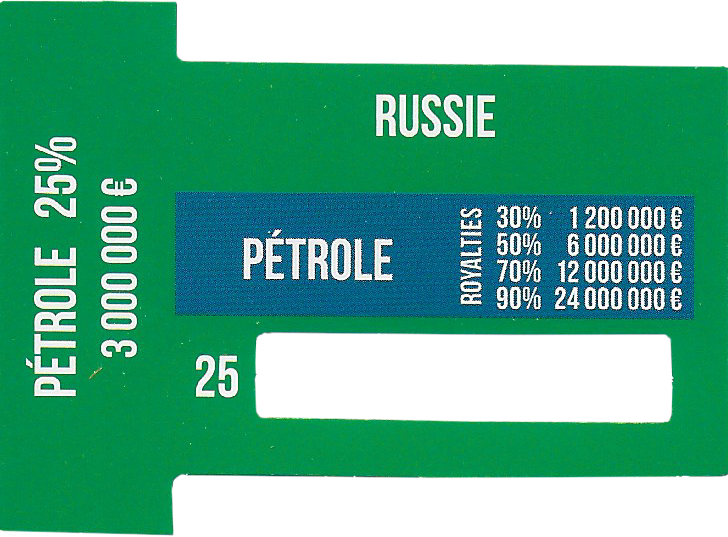 PÉTROLE 25%
3 000 000 €
RUSSIE
PÉTROLE
ROYALTIES
30% 1 200 000 €
50% 6 000 000 €
70% 12 000 000 €
90% 24 000 000 €
25